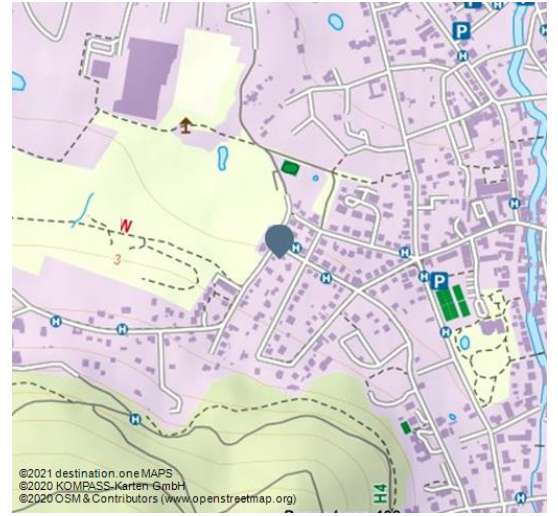 P
H
H
H
H
W
H
H
H
P
3
H
H
H
H
H4
©2021 destination.one MAPS
©2020 KOMPASS-Karten GmbH
©2020 OSM & Contributors (www.openstreetmap.org)